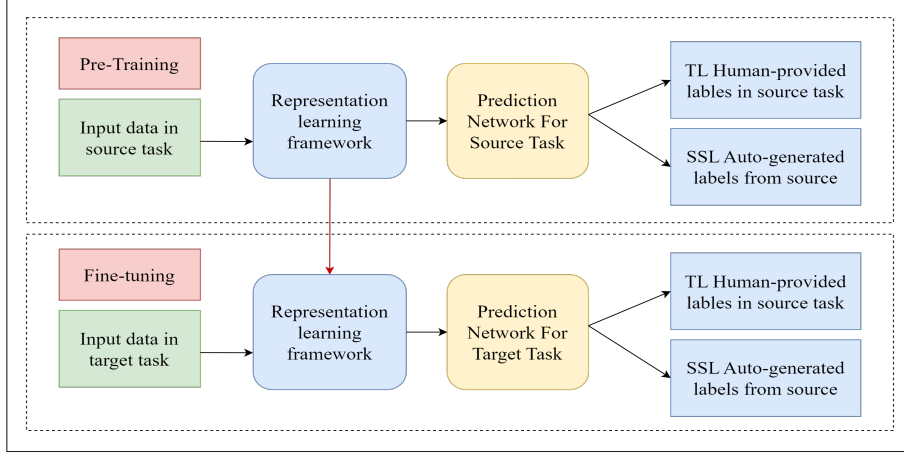 Pre-Training
Input data in
source task
Representation
learning
framework
Prediction
Network For
Source Task
TL Human-provided
lables in source task
SSL Auto-generated
labels from source
Fine-tuning
Input data in
target task
Representation
learning
framework
Prediction
Network For
Target Task
TL Human-provided
lables in source task
SSL Auto-generated
labels from source